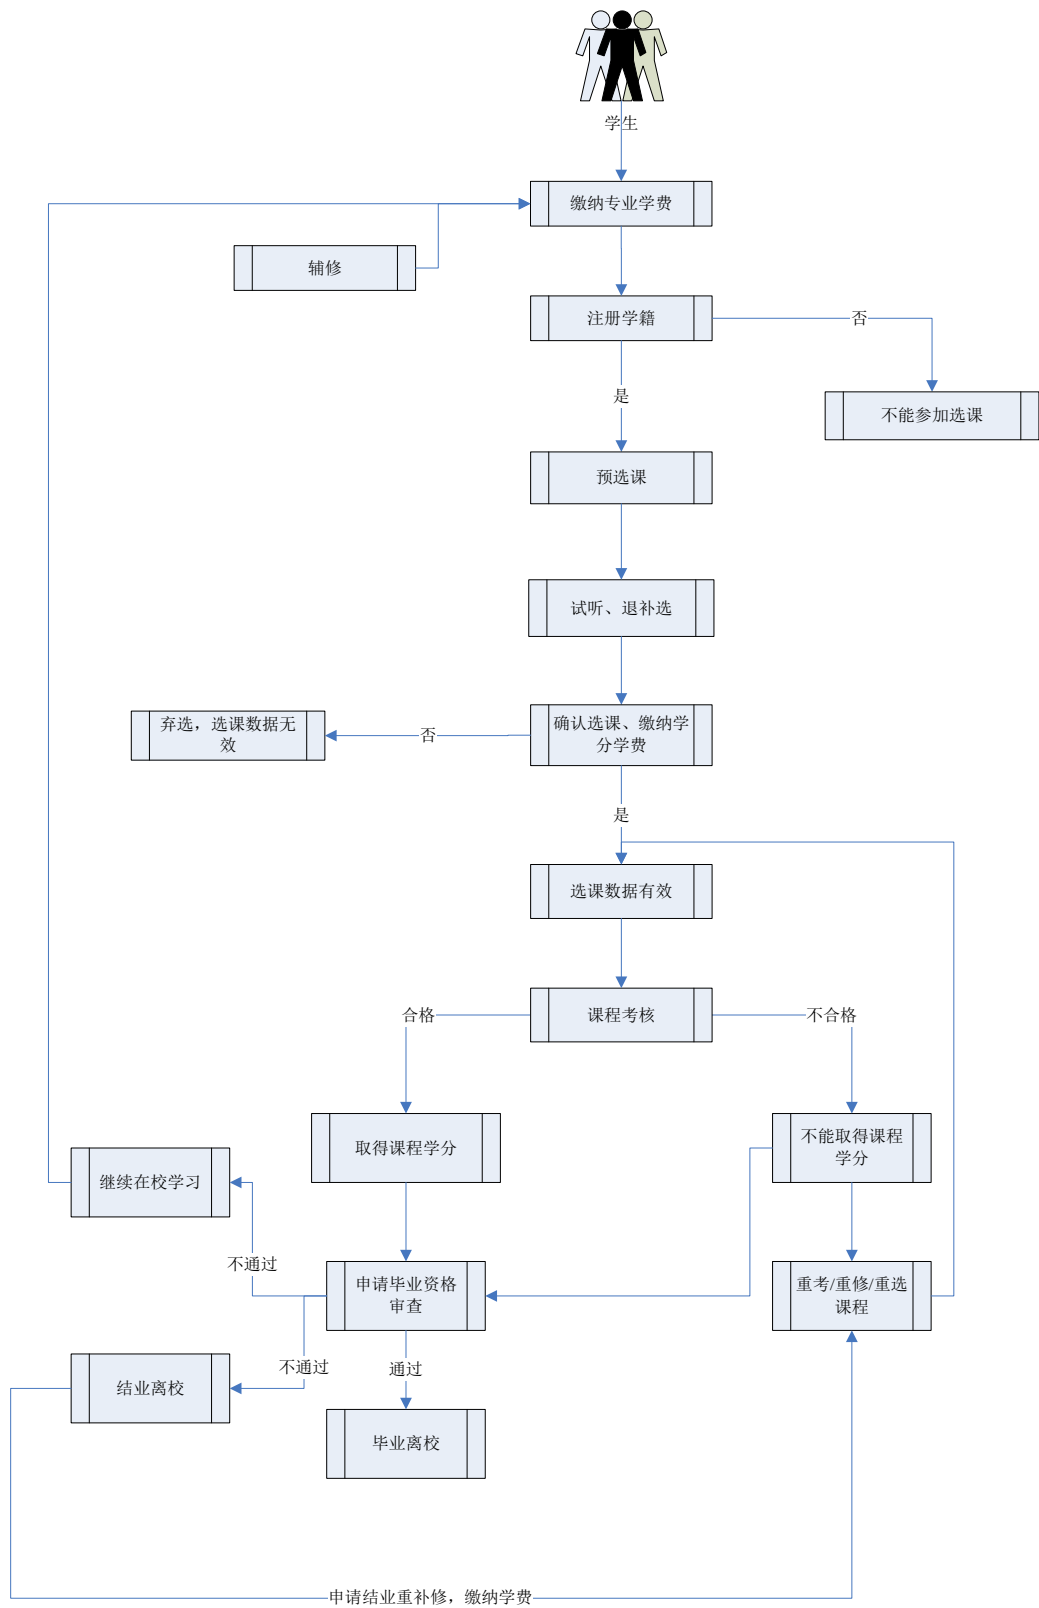 学生
缴纳专业学费
辅修
注册学籍
否
不能参加选课
是
预选课
试听、退补选
确认选课、缴纳学
分学费
否
弃选，选课数据无
效
是
选课数据有效
课程考核
合格
不合格
取得课程学分
不能取得课程
学分
继续在校学习
不通过
申请毕业资格
审查
重考/重修/重选
课程
不通过
通过
结业离校
毕业离校
申请结业重补修，缴纳学费